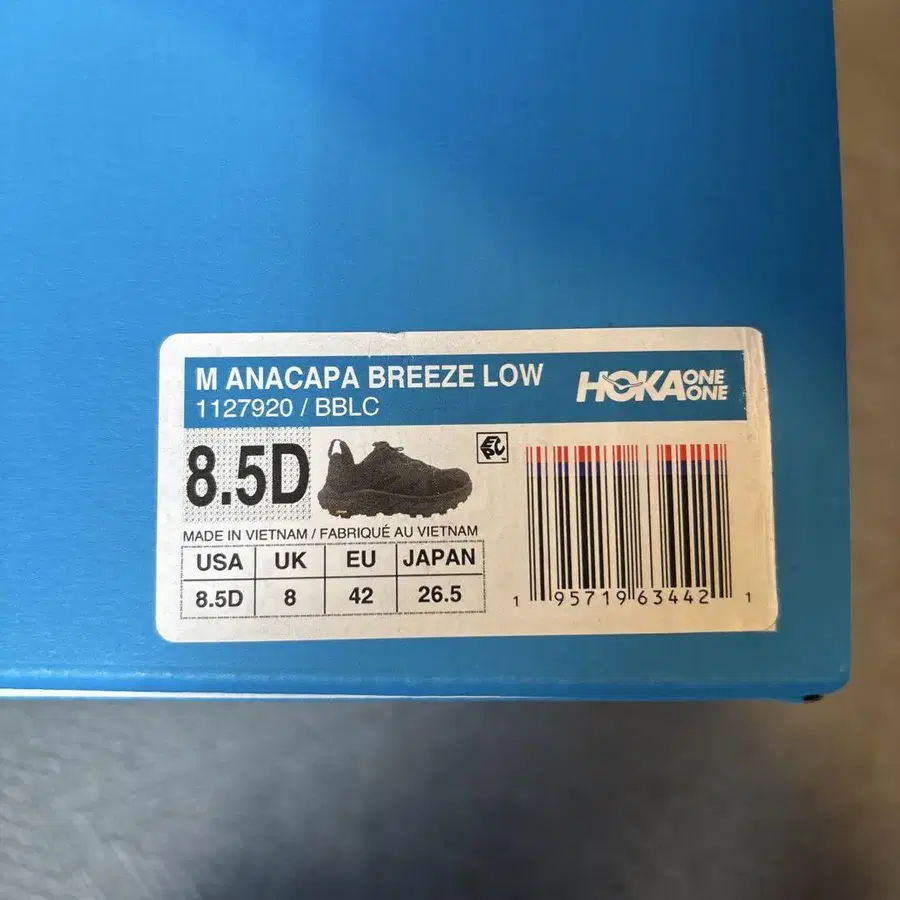 M ANACAPA BREEZE LOW
1127920 / BBLC
HOKA ONE ONE
8.5D
MADE IN VIETNAM / FABRIQUÉ AU VIETNAM
USA UK EU JAPAN
8.5D 8 42 26.5
1 95719 63442 1